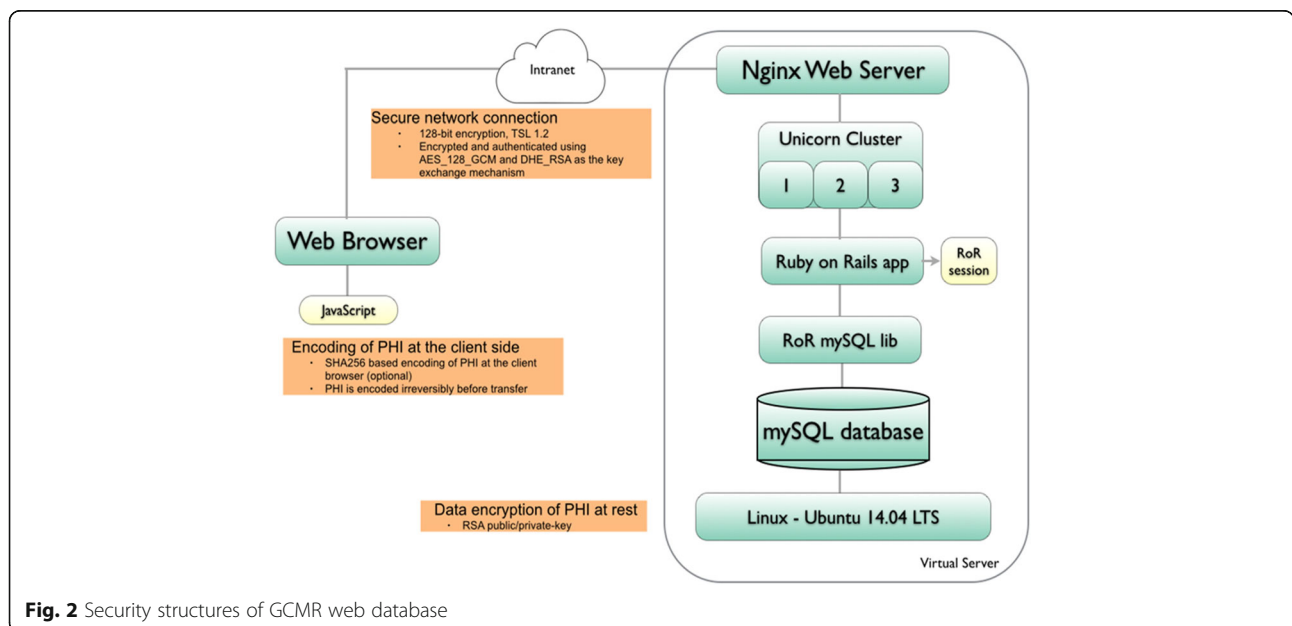 Intranet
Nginx Web Server
Secure network connection
· 128-bit encryption, TSL 1.2
· Encrypted and authenticated using
AES_128_GCM and DHE_RSA as the key
exchange mechanism
Unicorn Cluster
1 2 3
Web Browser
Ruby on Rails app
RoR
session
JavaScript
Encoding of PHI at the client side
· SHA256 based encoding of PHI at the client
browser (optional)
· PHI is encoded irreversibly before transfer
RoR mySQL lib
mySQL database
Data encryption of PHI at rest
· RSA public/private-key
Linux - Ubuntu 14.04 LTS
Virtual Server
Fig. 2 Security structures of GCMR web database